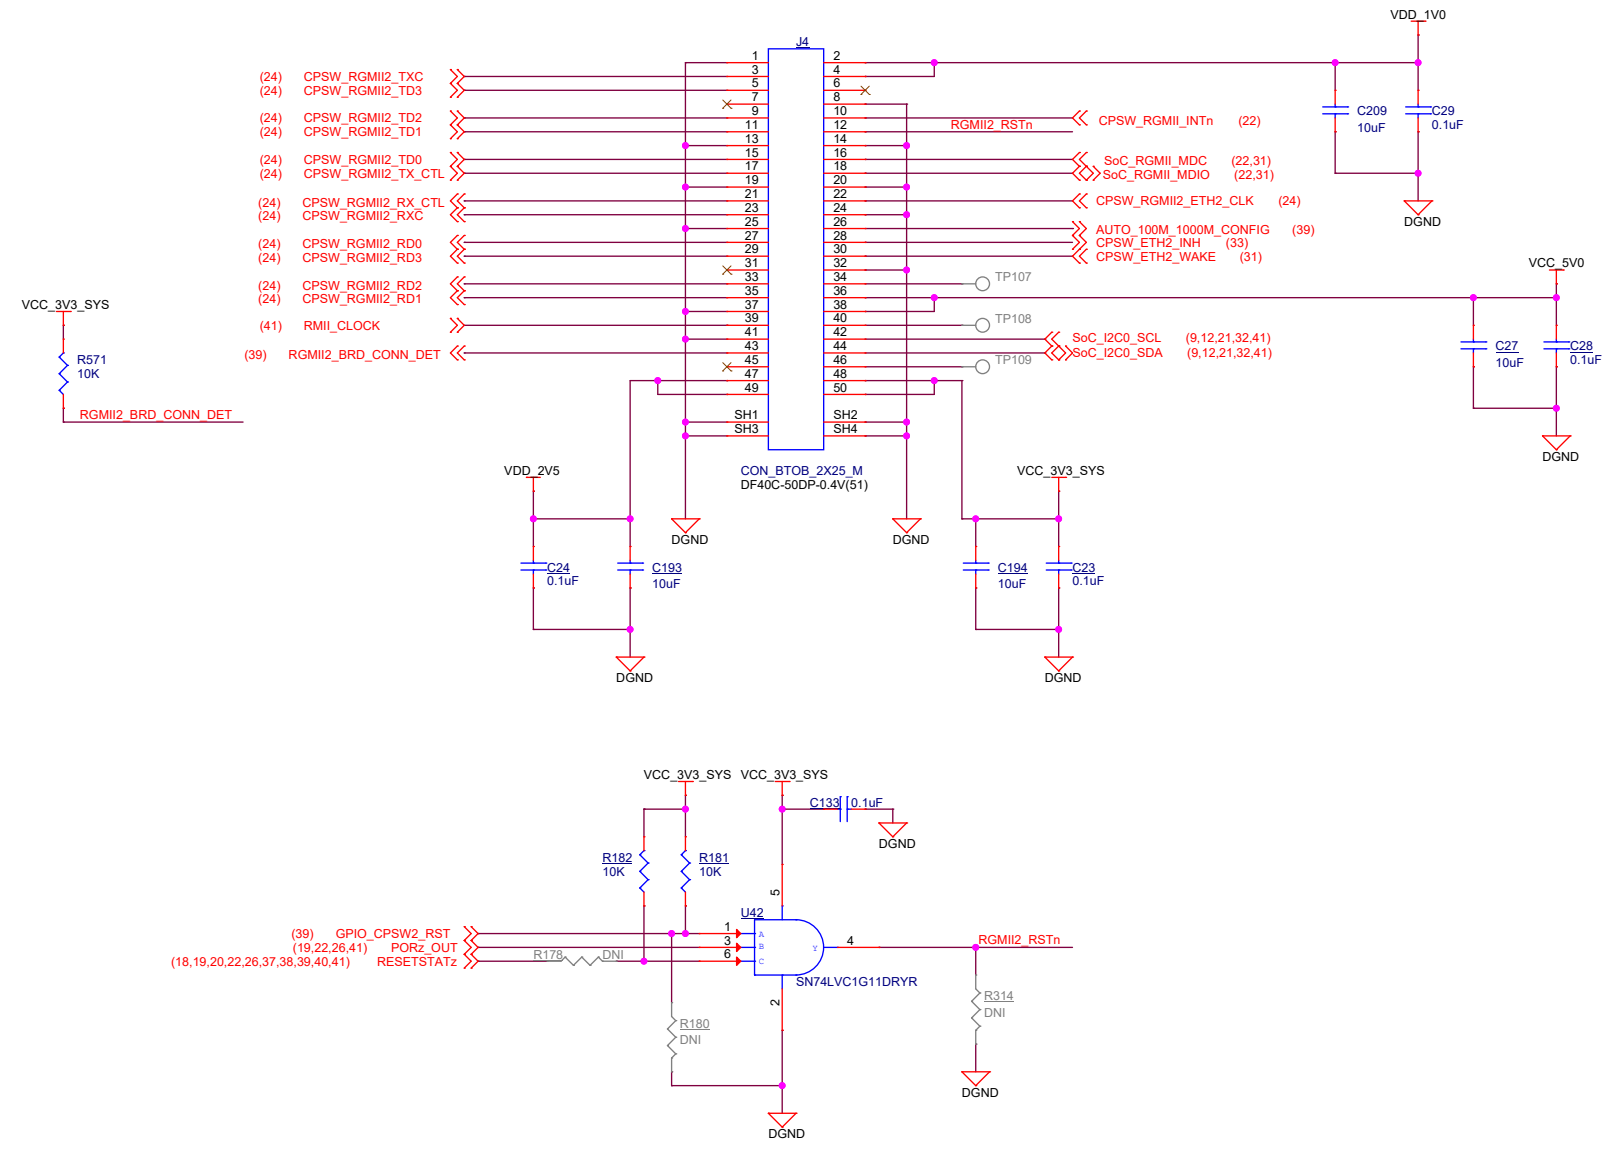 VDD_1V0
J4
1 2
3 4
5 6
7 8
9 10
11 12
13 14
15 16
17 18
19 20
21 22
23 24
25 26
27 28
29 30
31 32
33 34
35 36
37 38
39 40
41 42
43 44
45 46
47 48
49 50
SH1 SH2
SH3 SH4
CON_BTOB_2X25_M
DF40C-50DP-0.4V(51)
(24) CPSW_RGMII2_TXC
(24) CPSW_RGMII2_TD3
(24) CPSW_RGMII2_TD2
(24) CPSW_RGMII2_TD1
(24) CPSW_RGMII2_TD0
(24) CPSW_RGMII2_TX_CTL
(24) CPSW_RGMII2_RX_CTL
(24) CPSW_RGMII2_RXC
(24) CPSW_RGMII2_RD0
(24) CPSW_RGMII2_RD3
(24) CPSW_RGMII2_RD2
(24) CPSW_RGMII2_RD1
(41) RMII_CLOCK
(39) RGMII2_BRD_CONN_DET
RGMII2_RSTn
CPSW_RGMII_INTn (22)
SoC_RGMII_MDC (22,31)
SoC_RGMII_MDIO (22,31)
CPSW_RGMII2_ETH2_CLK (24)
AUTO_100M_1000M_CONFIG (39)
CPSW_ETH2_INH (33)
CPSW_ETH2_WAKE (31)
TP107
TP108
SoC_I2C0_SCL (9,12,21,32,41)
SoC_I2C0_SDA (9,12,21,32,41)
TP109
C209
10uF
C29
0.1uF
DGND
VCC_5V0
C27
10uF
C28
0.1uF
DGND
VCC_3V3_SYS
R571
10K
RGMII2_BRD_CONN_DET
VDD_2V5
C24
0.1uF
C193
10uF
DGND
DGND
DGND
VCC_3V3_SYS
C194
10uF
C23
0.1uF
DGND
VCC_3V3_SYS VCC_3V3_SYS
C133 0.1uF
DGND
R182
10K
R181
10K
5
U42
(39) GPIO_CPSW2_RST 1 A
(19,22,26,41) PORz_OUT 3 B
(18,19,20,22,26,37,38,39,40,41) RESETSTATz R178 DNI 6 C
Y 4 RGMII2_RSTn
SN74LVC1G11DRYR
2
R180
DNI
R314
DNI
DGND
DGND